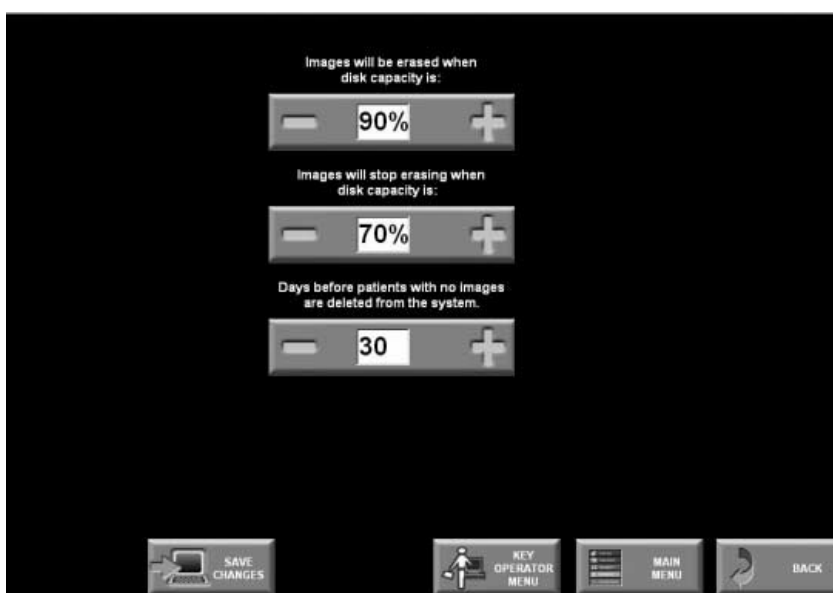 Images will be erased when
disk capacity is:
90%
Images will stop erasing when
disk capacity is:
70%
Days before patients with no images
are deleted from the system.
30
SAVE
CHANGES
KEY
OPERATOR
MENU
MAIN
MENU
BACK